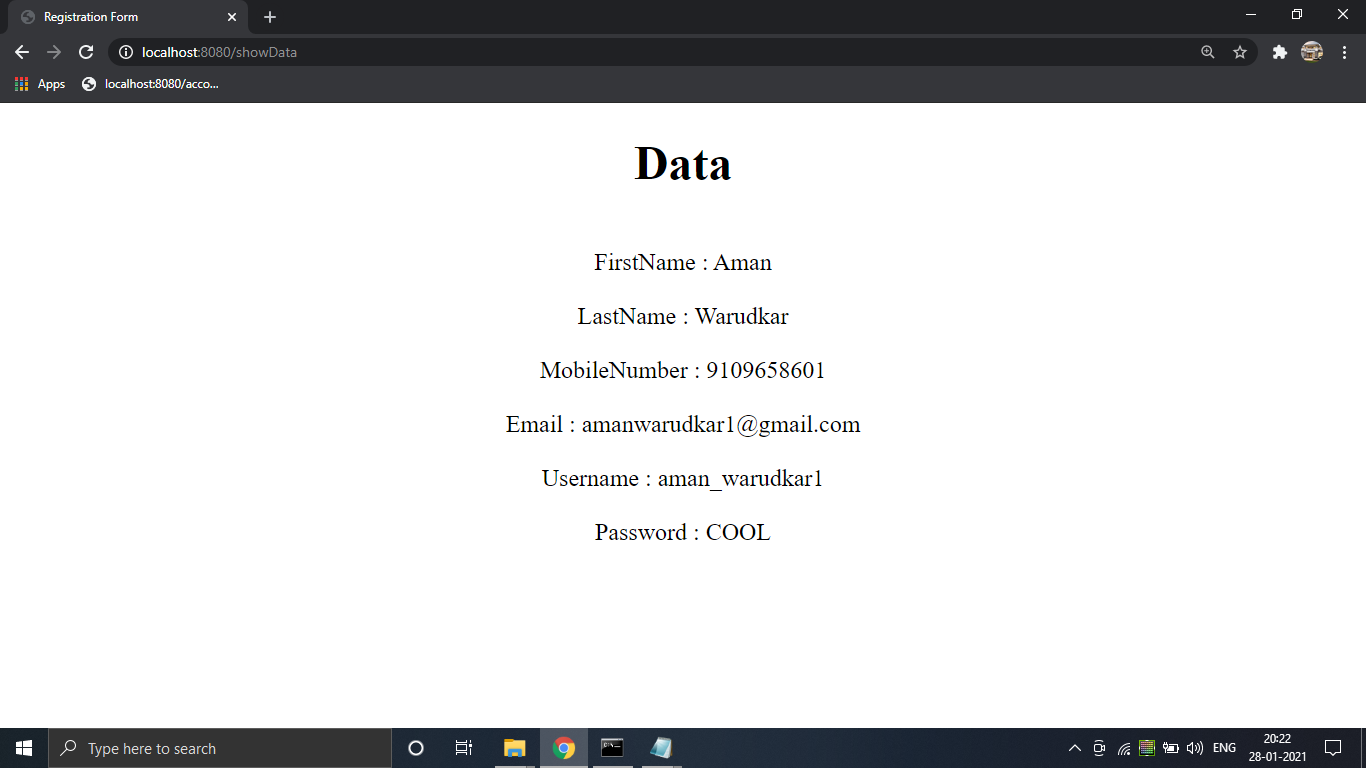 Registration Form
localhost:8080/showData
Apps
localhost:8080/acco...
Data
FirstName : Aman
LastName : Warudkar
MobileNumber : 9109658601
Email : amanwarudkar1@gmail.com
Username : aman_warudkar1
Password : COOL
Type here to search
ENG
20:22
28-01-2021